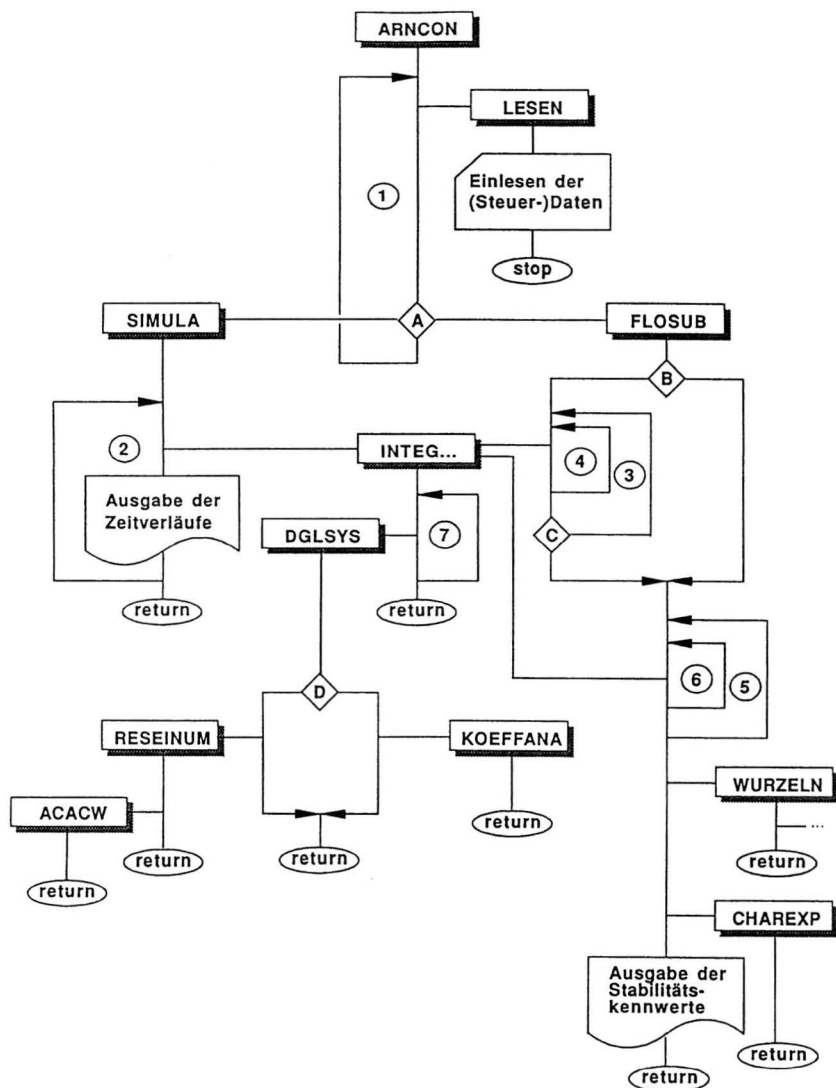 ARNCON
LESEN
Einlesen der
(Steuer-)Daten
stop
1
SIMULA
A
FLOSUB
B
2
INTEG...
4
3
Ausgabe der
Zeitverläufe
DGLSYS
7
C
return
return
6
5
D
RESEINUM
KOEFFANA
WURZELN
...
ACACW
return
return
return
return
return
return
CHAREXP
Ausgabe der
Stabilitäts-
kennwerte
return
return